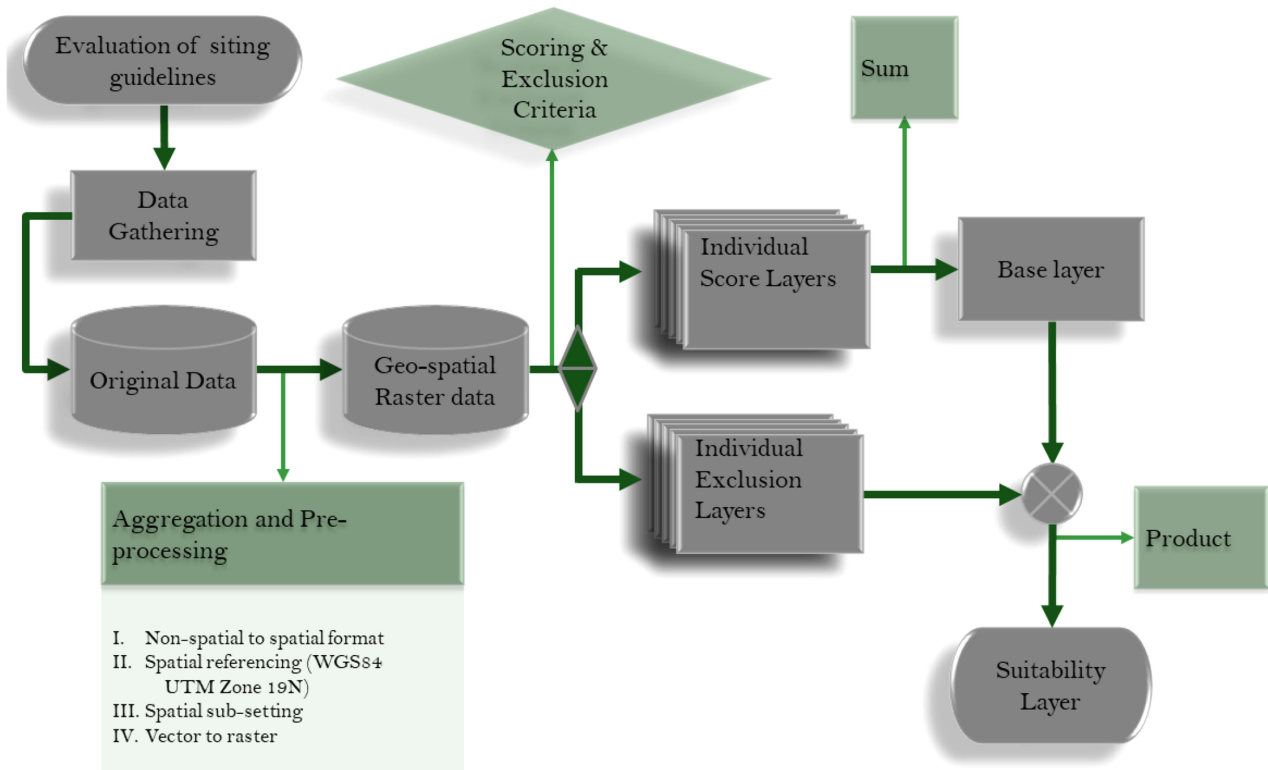 Evaluation of siting
guidelines
Scoring &
Exclusion
Criteria
Sum
Data
Gathering
Individual
Score Layers
Base layer
Original Data
Geo-spatial
Raster data
Individual
Exclusion
Layers
Aggregation and Pre-
processing
Product
I. Non-spatial to spatial format
II. Spatial referencing (WGS84
UTM Zone 19N)
III. Spatial sub-setting
IV. Vector to raster
Suitability
Layer